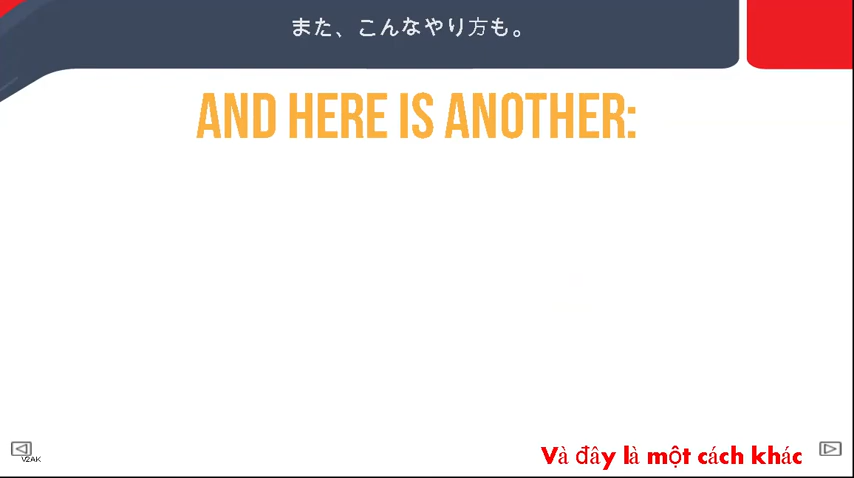 また、こんなやり方も。
AND HERE IS ANOTHER:
V2AK
Và đây là một cách khác